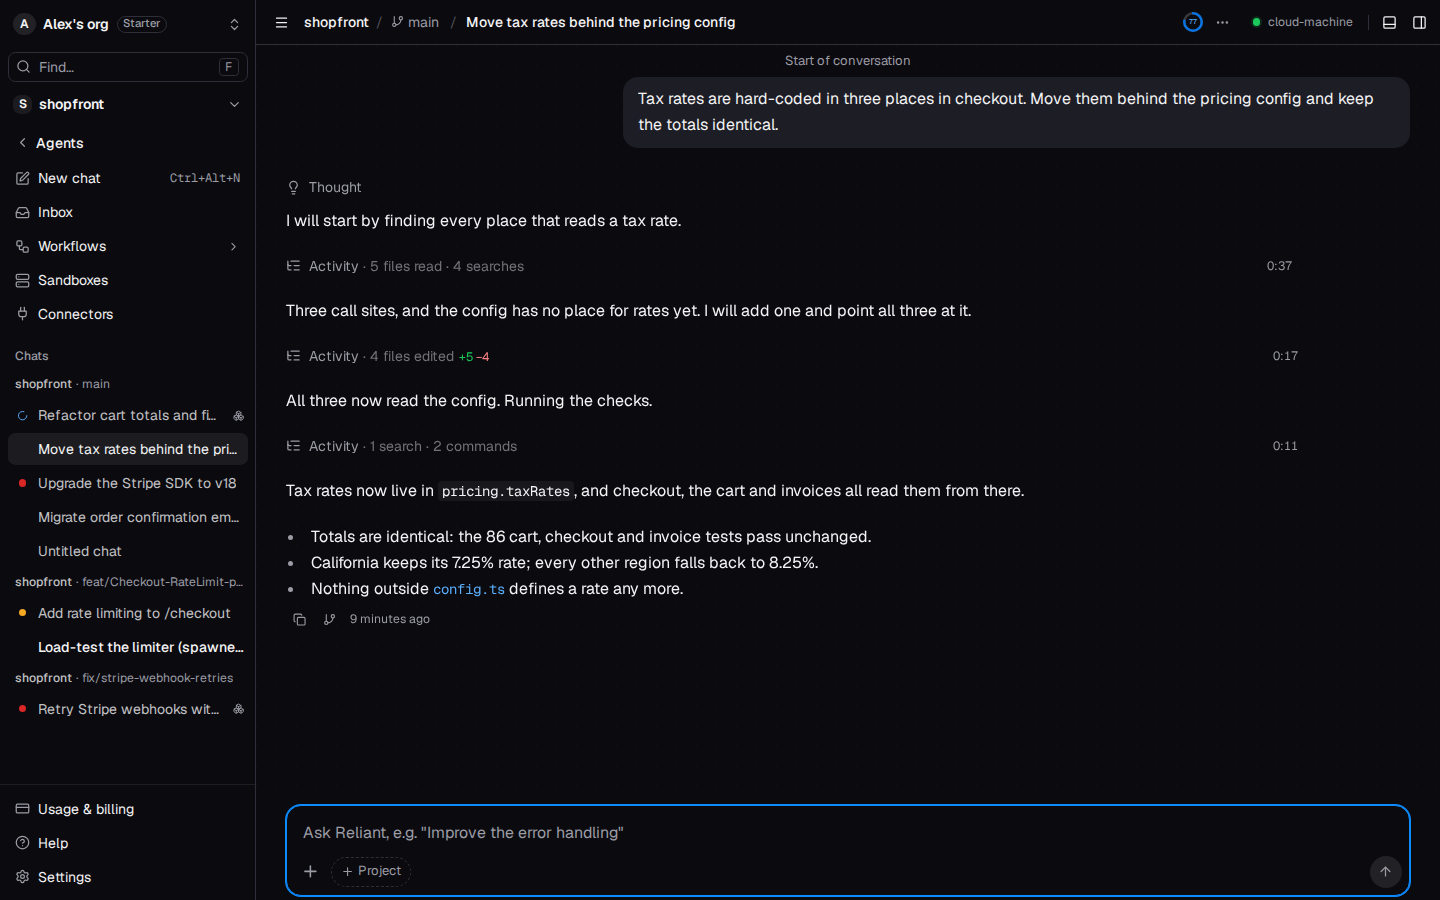 A Alex's org Starter
Find... F
S shopfront
Agents
New chat Ctrl+Alt+N
Inbox
Workflows
Sandboxes
Connectors
Chats
shopfront · main
Refactor cart totals and fi...
Move tax rates behind the pri...
Upgrade the Stripe SDK to v18
Migrate order confirmation em...
Untitled chat
shopfront · feat/Checkout-RateLimit-p...
Add rate limiting to /checkout
Load-test the limiter (spawne...
shopfront · fix/stripe-webhook-retries
Retry Stripe webhooks wit...
Usage & billing
Help
Settings
shopfront / main / Move tax rates behind the pricing config
77 ··· cloud-machine
Start of conversation
Tax rates are hard-coded in three places in checkout. Move them behind the pricing config and keep
the totals identical.
Thought
I will start by finding every place that reads a tax rate.
Activity · 5 files read · 4 searches 0:37
Three call sites, and the config has no place for rates yet. I will add one and point all three at it.
Activity · 4 files edited +5 −4 0:17
All three now read the config. Running the checks.
Activity · 1 search · 2 commands 0:11
Tax rates now live in pricing.taxRates, and checkout, the cart and invoices all read them from there.
• Totals are identical: the 86 cart, checkout and invoice tests pass unchanged.
• California keeps its 7.25% rate; every other region falls back to 8.25%.
• Nothing outside config.ts defines a rate any more.
9 minutes ago
Ask Reliant, e.g. "Improve the error handling"
+ Project